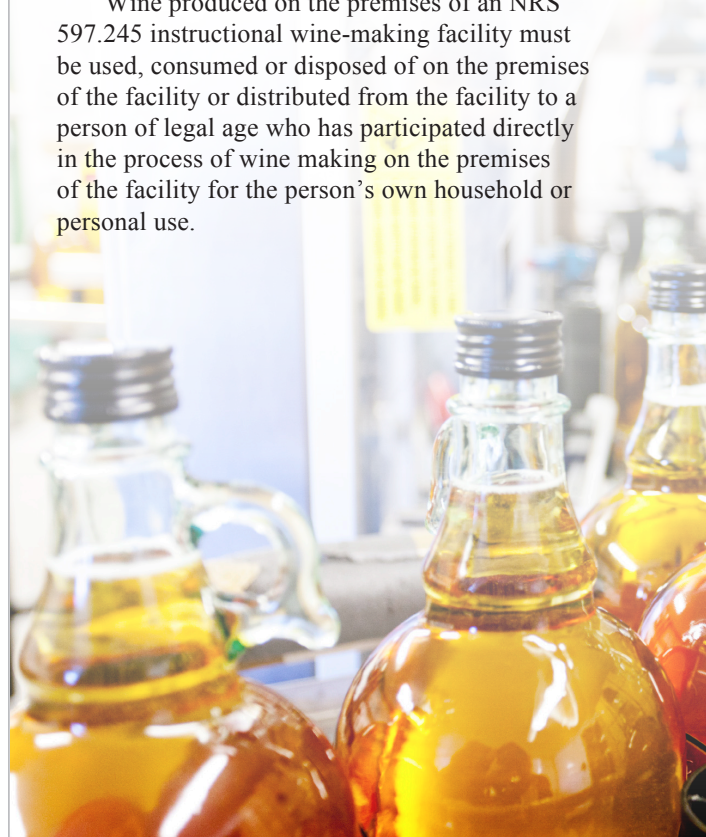 Wine produced on the premises of an NRS
597.245 instructional wine-making facility must
be used, consumed or disposed of on the premises
of the facility or distributed from the facility to a
person of legal age who has participated directly
in the process of wine making on the premises
of the facility for the person’s own household or
personal use.